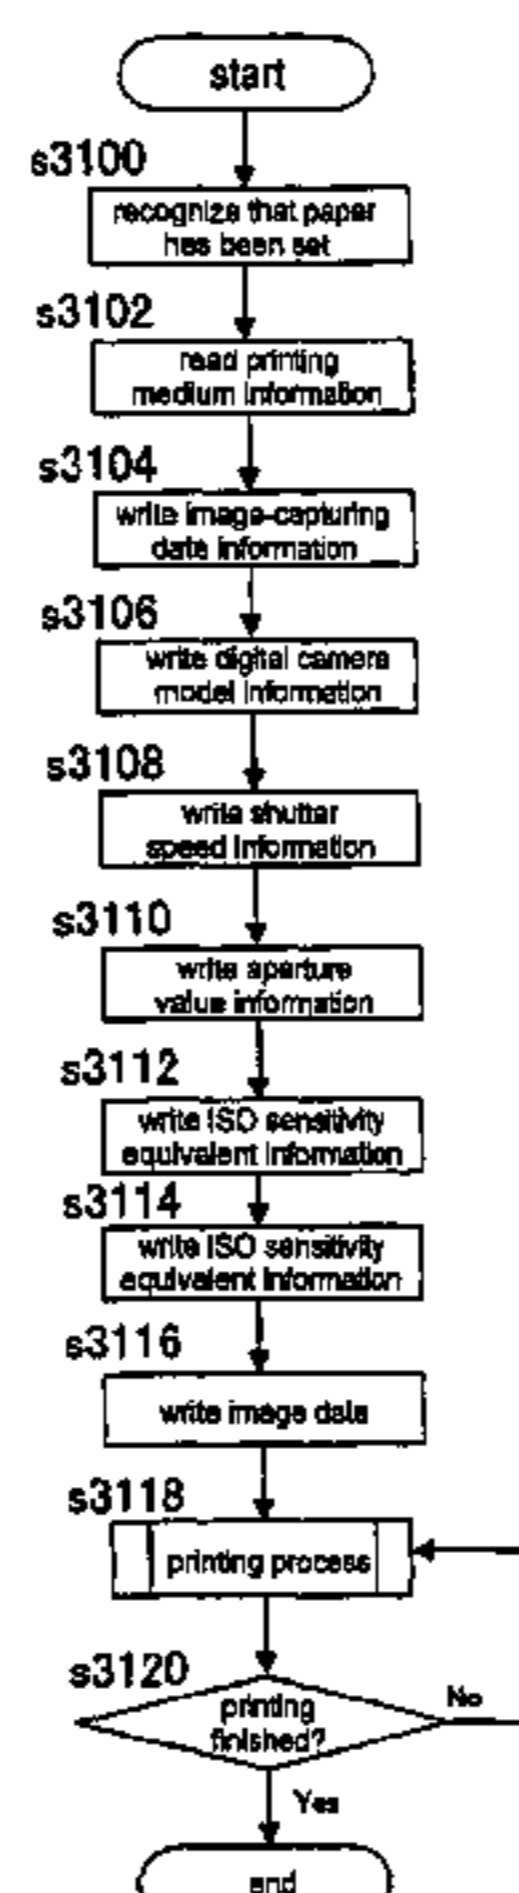 start
s3100
recognize that paper
has been set
s3102
read printing
medium information
s3104
write image-capturing
date information
s3106
write digital camera
model information
s3108
write shutter
speed information
s3110
write aperture
value information
s3112
write ISO sensitivity
equivalent information
s3114
write ISO sensitivity
equivalent information
s3116
write image data
s3118
printing process
s3120
printing
finished?
No
Yes
end